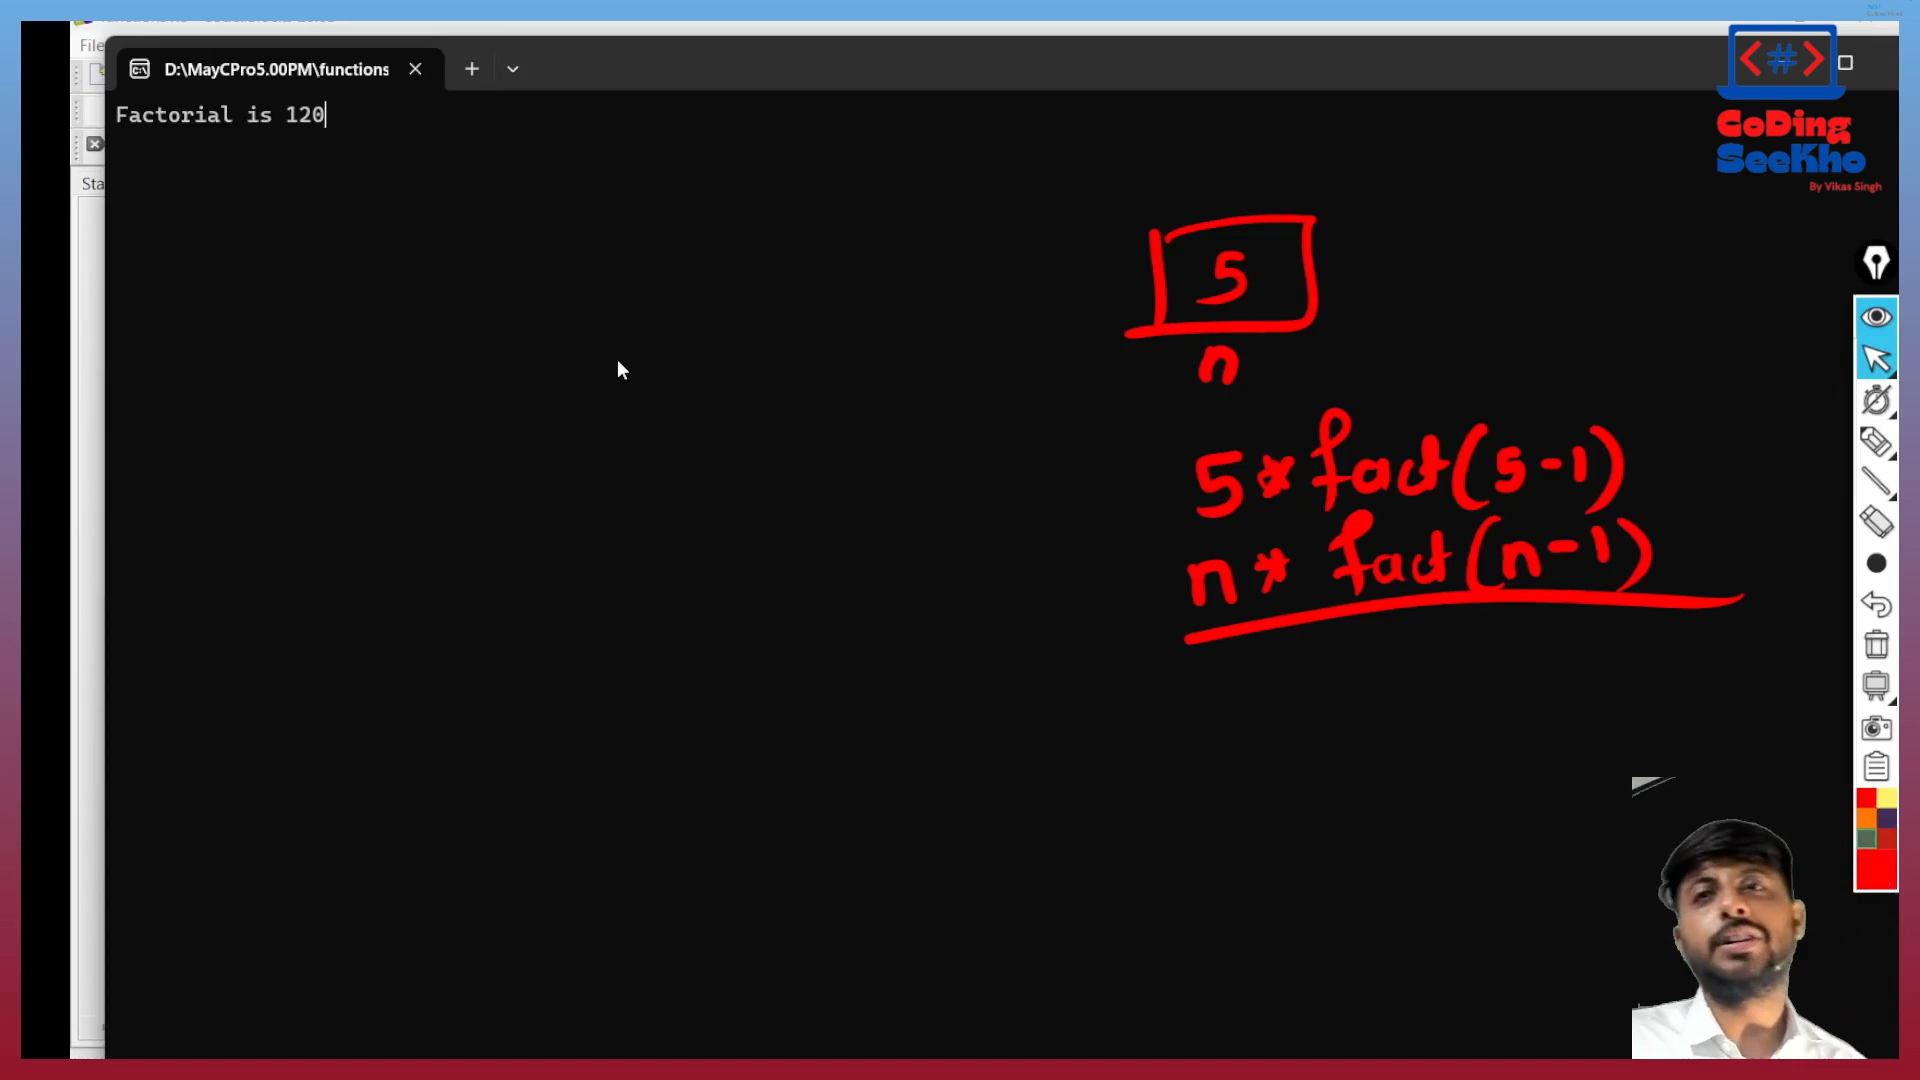 File
D:\MayCPro5.00PM\functions
Factorial is 120
Sta
<#>
CoDing
SeeKho
By Vikas Singh
5
n
5*fact(5-1)
n* fact(n-1)